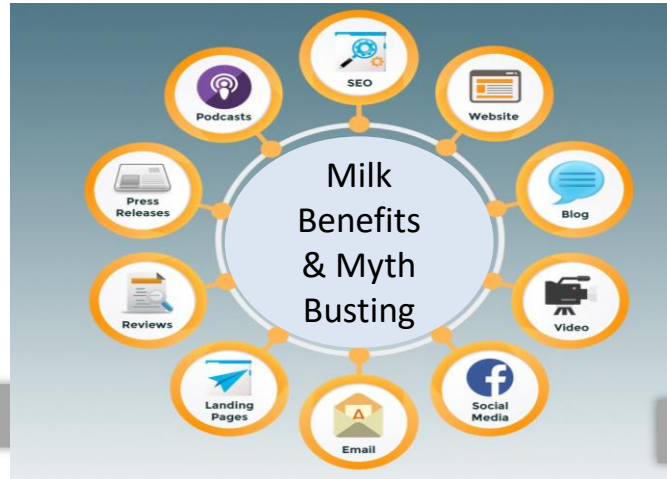 SEO
Podcasts
Website
Milk
Benefits
& Myth
Busting
Press
Releases
Blog
Reviews
Video
Landing
Pages
Social
Media
Email